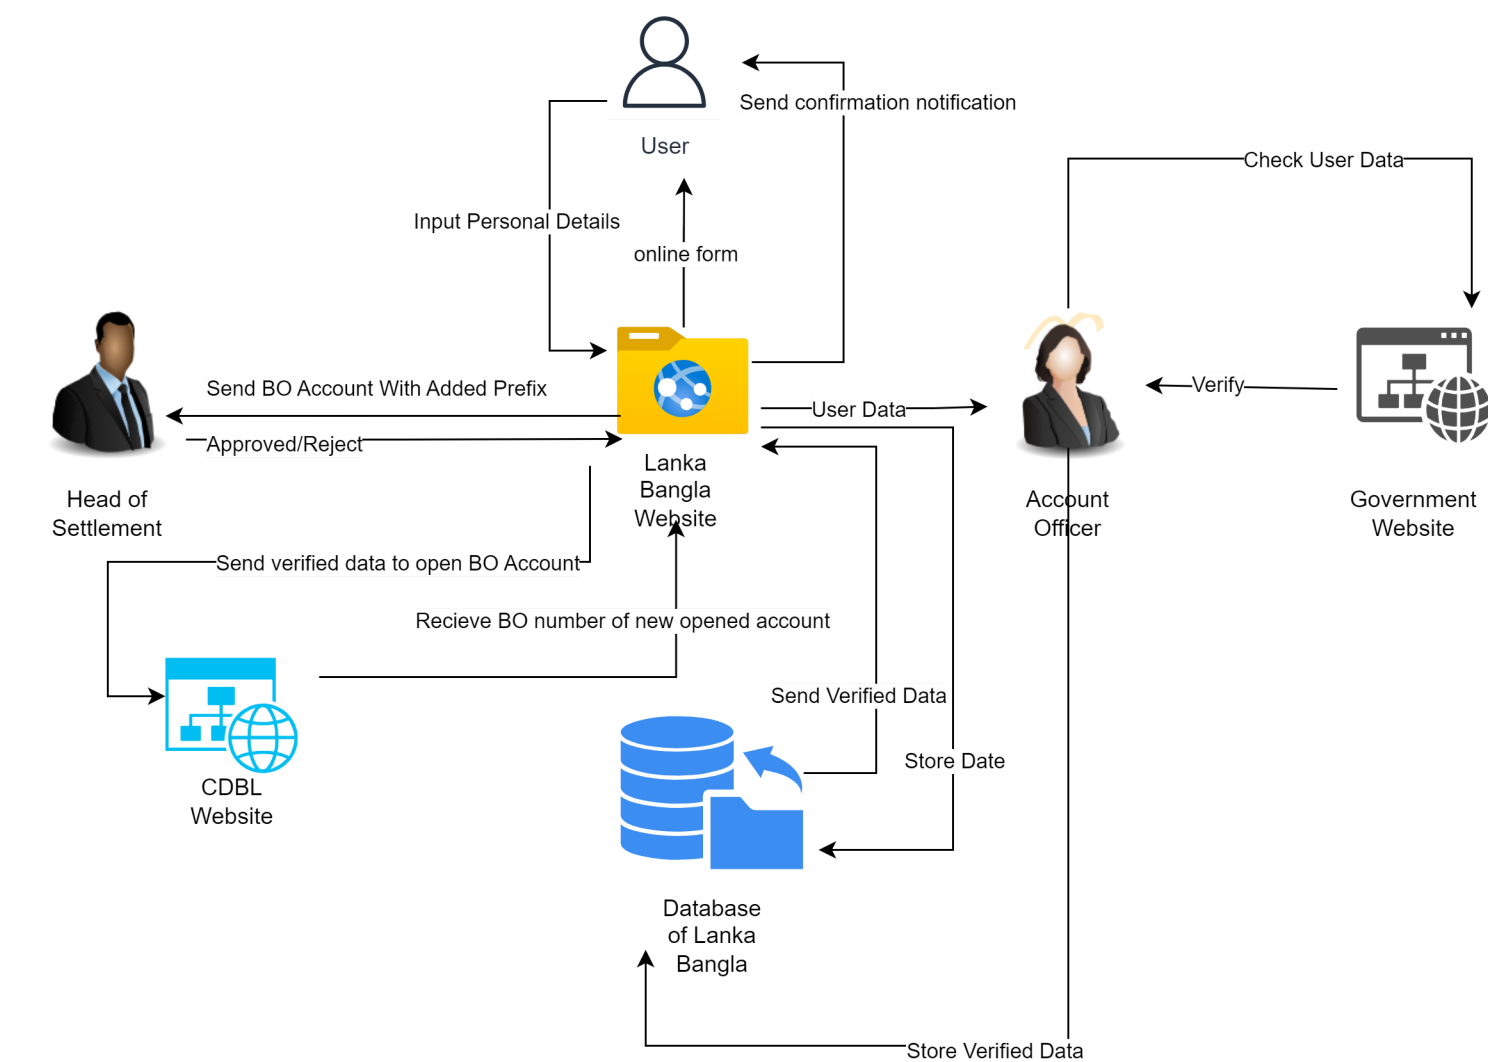 Send confirmation notification
User
Check User Data
Input Personal Details
online form
Send BO Account With Added Prefix
Verify
User Data
Approved/Reject
Lanka
Bangla
Website
Head of
Settlement
Account
Officer
Government
Website
Send verified data to open BO Account
Recieve BO number of new opened account
Send Verified Data
Store Date
CDBL
Website
Database
of Lanka
Bangla
Store Verified Data